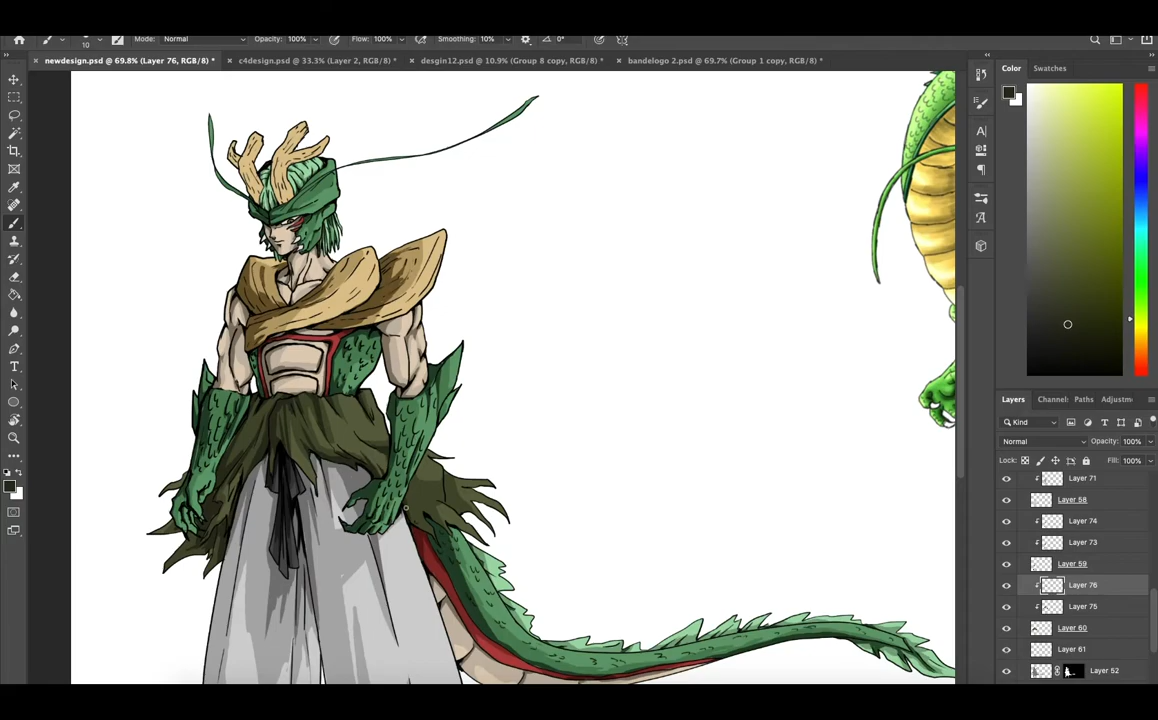 10 Mode: Normal Opacity: 100% Flow: 100% Smoothing: 10% 0°
newdesign.psd @ 69.8% (Layer 76, RGB/8) * c4design.psd @ 33.3% (Layer 2, RGB/8) * desgin12.psd @ 10.9% (Group 8 copy, RGB/8) * bandelogo 2.psd @ 69.7% (Group 1 copy, RGB/8) *
Color Swatches
Layers Channel: Paths Adjustm
Kind
Normal Opacity: 100%
Lock: Fill: 100%
Layer 71
Layer 58
Layer 74
Layer 73
Layer 59
Layer 76
Layer 75
Layer 60
Layer 61
Layer 52